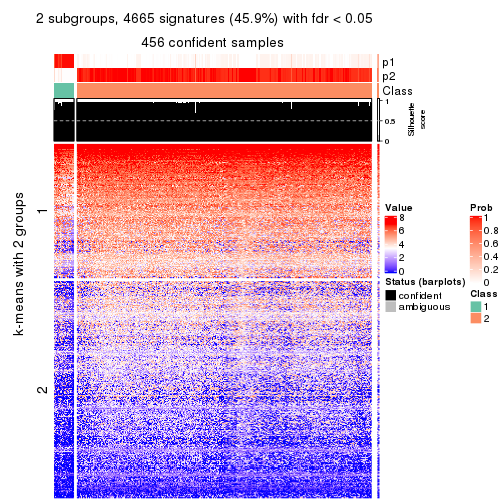 2 subgroups, 4665 signatures (45.9%) with fdr < 0.05
456 confident samples
p1
p2
Class
1
0.5
0
Silhouette
score
k-means with 2 groups
1
2
Value
8
6
4
2
0
Prob
1
0.8
0.6
0.4
0.2
0
Status (barplots)
confident
ambiguous
Class
1
2